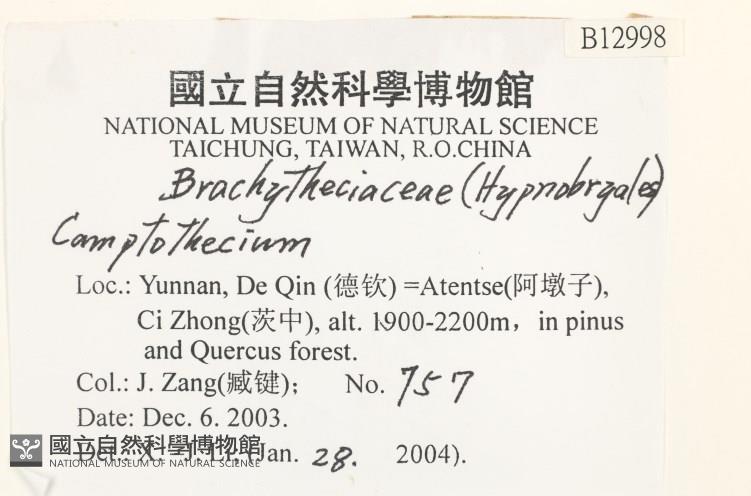 B12998
國立自然科學博物館
NATIONAL MUSEUM OF NATURAL SCIENCE
TAICHUNG, TAIWAN, R.O.CHINA
Brachytheciaceae (Hypnobryales)
Camptothecium
Loc.: Yunnan, De Qin (德钦) =Atentse(阿墩子),
Ci Zhong(茨中), alt. 1900-2200m，in pinus
and Quercus forest.
Col.: J. Zang(臧键); No. 757
Date: Dec. 6. 2003.
Det.: X. -J. Li, (Jan. 28. 2004).
國立自然科學博物館
NATIONAL MUSEUM OF NATURAL SCIENCE